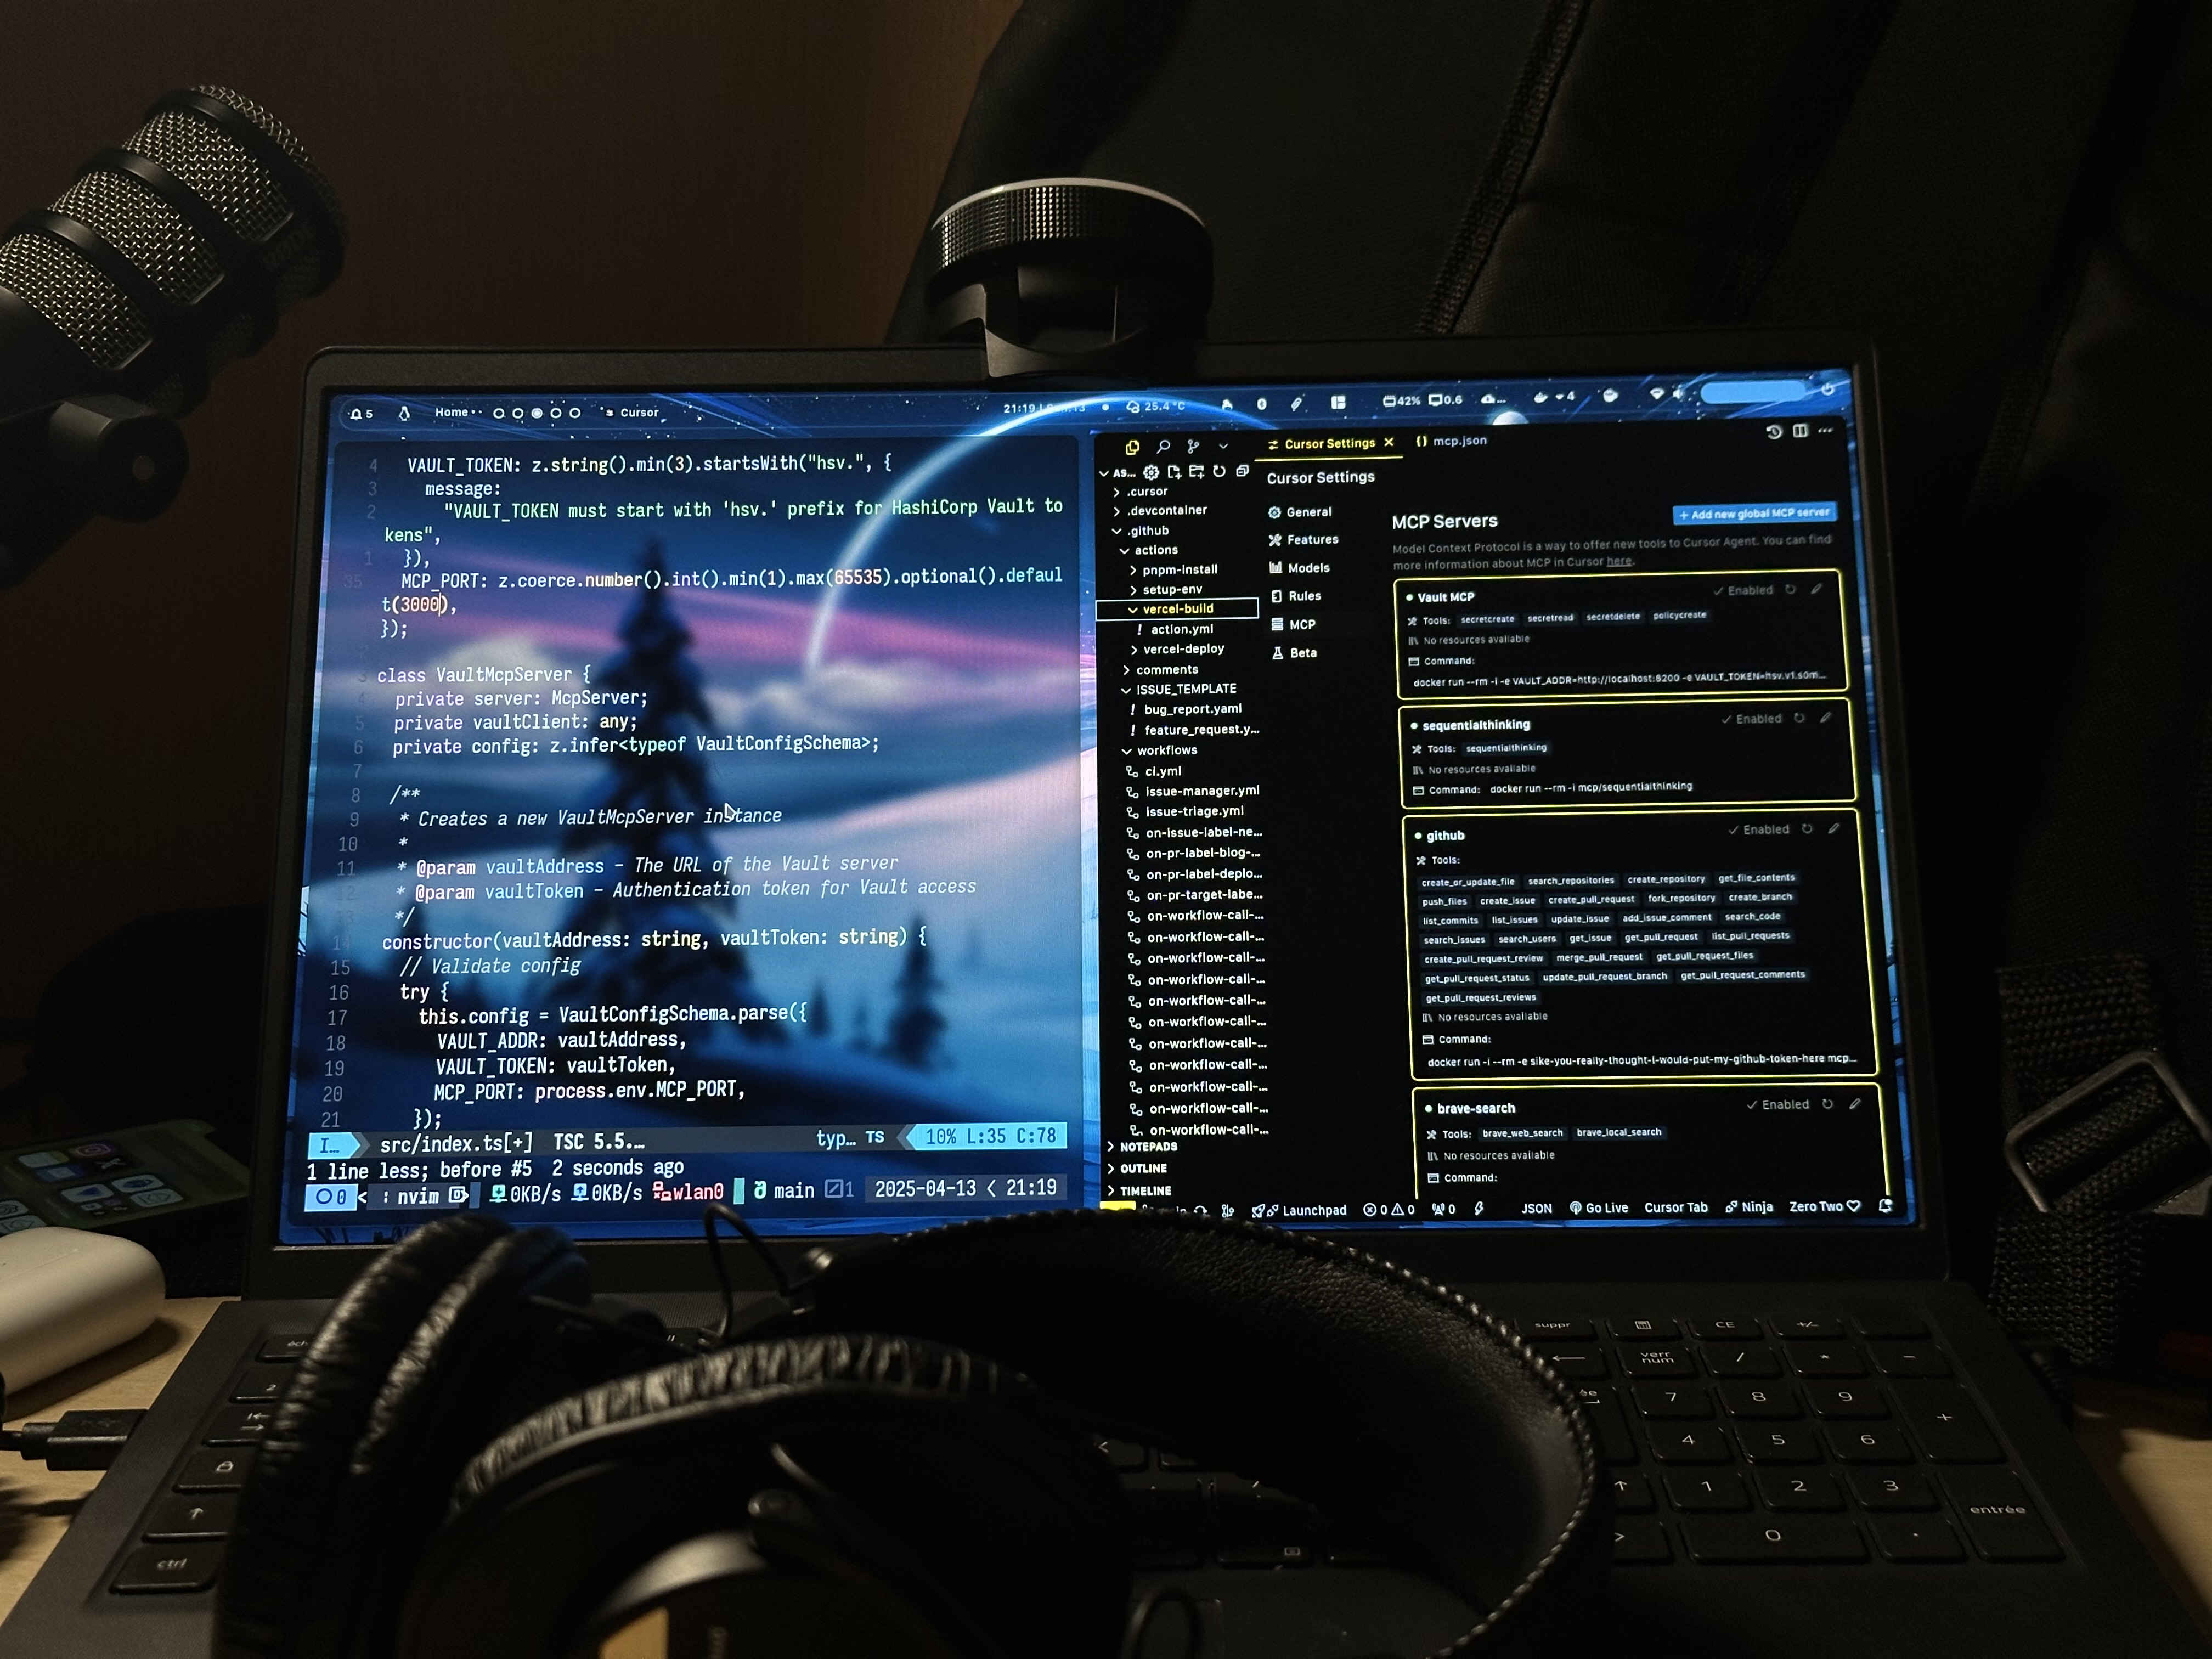 5 Home Cursor
21:19 25.4°C 42% 0.6 4
4 VAULT_TOKEN: z.string().min(3).startsWith("hsv.", {
3 message:
2 "VAULT_TOKEN must start with 'hsv.' prefix for HashiCorp Vault to
kens",
1 }),
35 MCP_PORT: z.coerce.number().int().min(1).max(65535).optional().defaul
t(3000),
});
2
3 class VaultMcpServer {
4 private server: McpServer;
5 private vaultClient: any;
6 private config: z.infer<typeof VaultConfigSchema>;
7
8 /**
9 * Creates a new VaultMcpServer instance
10 *
11 * @param vaultAddress - The URL of the Vault server
12 * @param vaultToken - Authentication token for Vault access
13 */
14 constructor(vaultAddress: string, vaultToken: string) {
15 // Validate config
16 try {
17 this.config = VaultConfigSchema.parse({
18 VAULT_ADDR: vaultAddress,
19 VAULT_TOKEN: vaultToken,
20 MCP_PORT: process.env.MCP_PORT,
21 });
I… src/index.ts[+] TSC 5.5.… typ… TS 10% L:35 C:78
1 line less; before #5 2 seconds ago
0 < : nvim 0KB/s 0KB/s wlan0 main 1 2025-04-13 < 21:19
AS…
.cursor
.devcontainer
.github
actions
pnpm-install
setup-env
vercel-build
! action.yml
vercel-deploy
comments
ISSUE_TEMPLATE
! bug_report.yaml
! feature_request.y…
workflows
ci.yml
issue-manager.yml
issue-triage.yml
on-issue-label-ne…
on-pr-label-blog-…
on-pr-label-deplo…
on-pr-target-labe…
on-workflow-call-…
on-workflow-call-…
on-workflow-call-…
on-workflow-call-…
on-workflow-call-…
on-workflow-call-…
on-workflow-call-…
on-workflow-call-…
on-workflow-call-…
on-workflow-call-…
on-workflow-call-…
NOTEPADS
OUTLINE
TIMELINE
Cursor Settings {} mcp.json
Cursor Settings
General
Features
Models
Rules
MCP
Beta
MCP Servers
+ Add new global MCP server
Model Context Protocol is a way to offer new tools to Cursor Agent. You can find
more information about MCP in Cursor here.
Vault MCP Enabled
Tools: secretcreate secretread secretdelete policycreate
No resources available
Command:
docker run --rm -i -e VAULT_ADDR=http://localhost:8200 -e VAULT_TOKEN=hsv.v1.s0m…
sequentialthinking Enabled
Tools: sequentialthinking
No resources available
Command: docker run --rm -i mcp/sequentialthinking
github Enabled
Tools:
create_or_update_file search_repositories create_repository get_file_contents
push_files create_issue create_pull_request fork_repository create_branch
list_commits list_issues update_issue add_issue_comment search_code
search_issues search_users get_issue get_pull_request list_pull_requests
create_pull_request_review merge_pull_request get_pull_request_files
get_pull_request_status update_pull_request_branch get_pull_request_comments
get_pull_request_reviews
No resources available
Command:
docker run -i --rm -e sike-you-really-thought-i-would-put-my-github-token-here mcp…
brave-search Enabled
Tools: brave_web_search brave_local_search
No resources available
Command:
Launchpad 0 0 0 JSON Go Live Cursor Tab Ninja Zero Two
suppr CE +/-
verr num / * -
7 8 9 +
4 5 6
1 2 3
entrée
0 .
ctrl